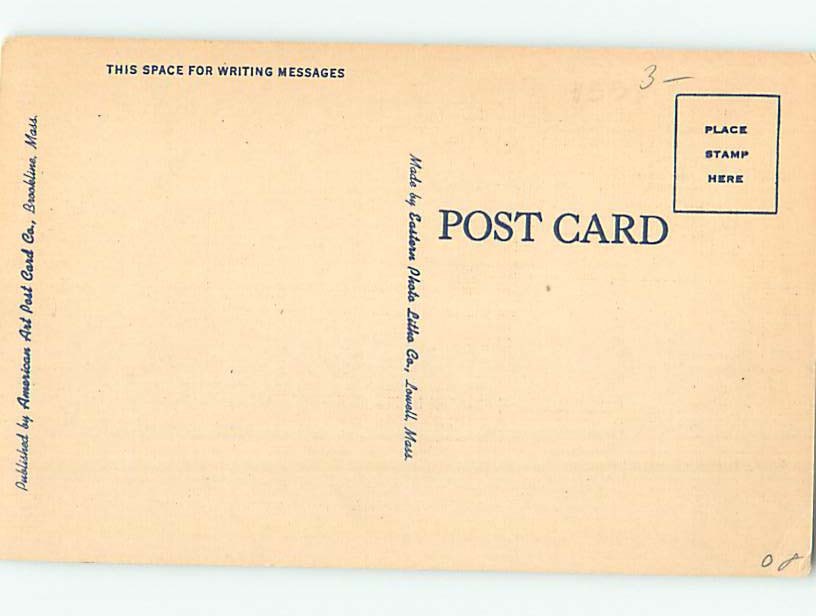 THIS SPACE FOR WRITING MESSAGES
Published by American Art Post Card Co., Brookline, Mass.
Made by Eastern Photo Litho Co., Lowell, Mass.
POST CARD
3—
PLACE
STAMP
HERE